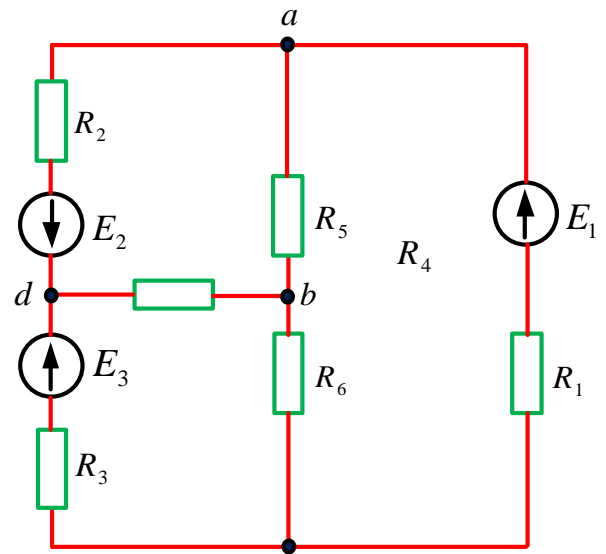 a
R₂
E₂
R₅
E₁
R₄
d
b
E₃
R₆
R₁
R₃